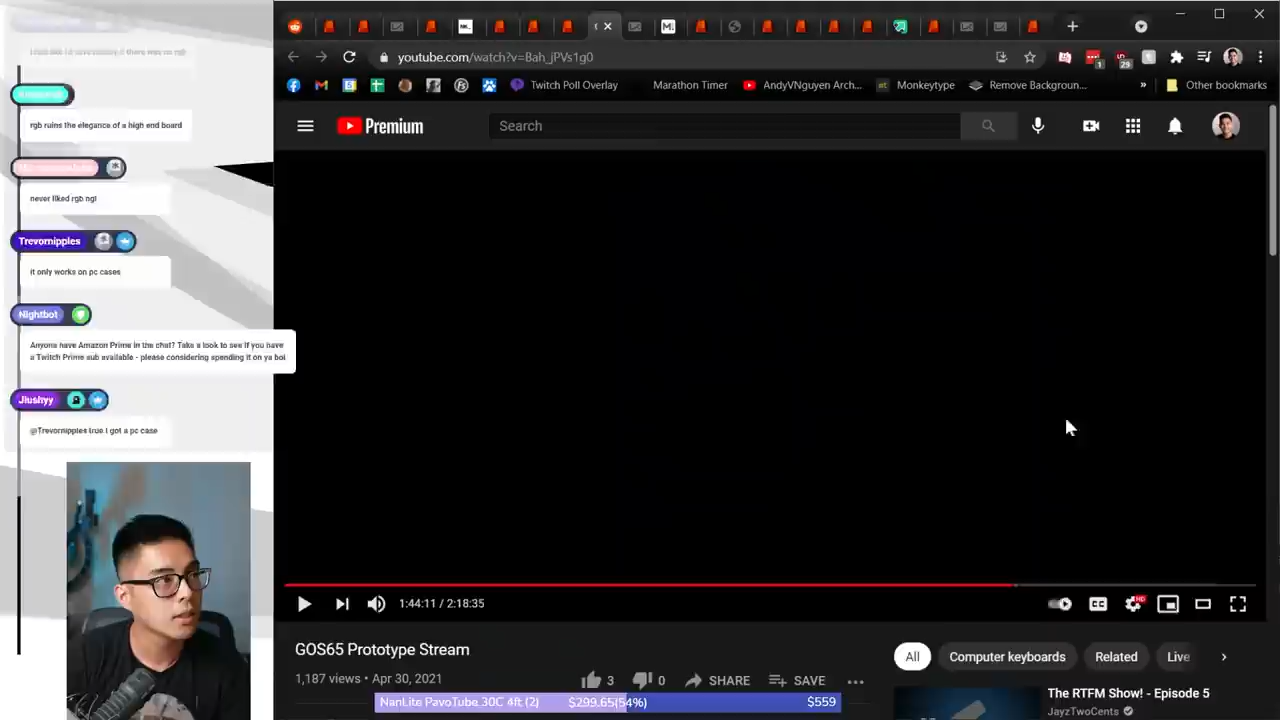 rgb ruins the elegance of a high end board
never liked rgb ngl
Trevornipples
it only works on pc cases
Nightbot
Anyone have Amazon Prime in the chat? Take a look to see if you have
a Twitch Prime sub available - please considering spending it on ya boi
Jlushyy
@Trevornipples true i got a pc case
youtube.com/watch?v=Bah_jPVs1g0
1
29
Twitch Poll Overlay
Marathon Timer
AndyVNguyen Arch...
Monkeytype
Remove Backgroun...
»
Other bookmarks
Premium
Search
1:44:11 / 2:18:35
CC
HD
GOS65 Prototype Stream
1,187 views • Apr 30, 2021
3
0
SHARE
SAVE
NanLite PavoTube 30C 4ft (2)
$299.65(54%)
$559
All
Computer keyboards
Related
Live
The RTFM Show! - Episode 5
JayzTwoCents